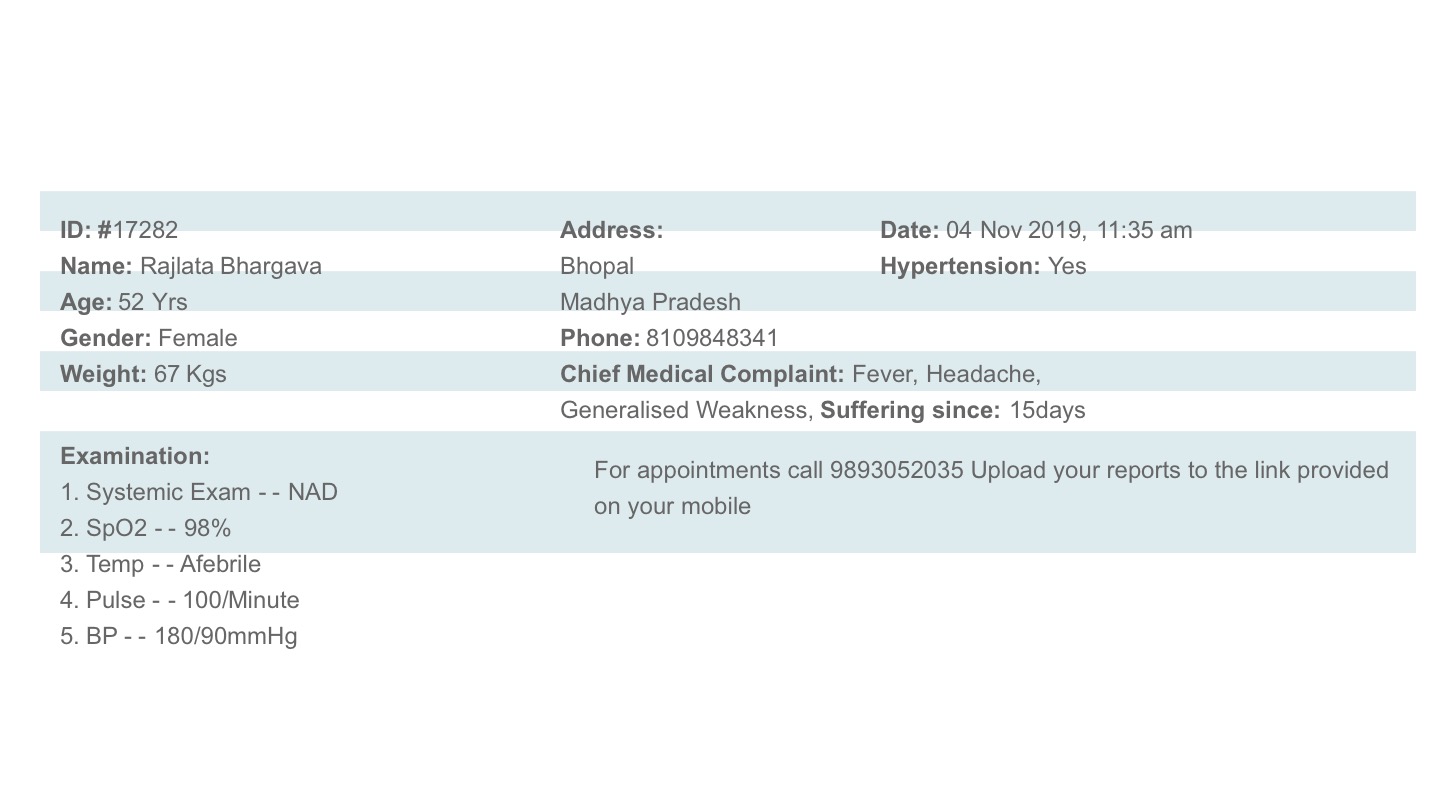 ID: #17282
Name: Rajlata Bhargava
Age: 52 Yrs
Gender: Female
Weight: 67 Kgs
Address:
Bhopal
Madhya Pradesh
Phone: 8109848341
Chief Medical Complaint: Fever, Headache,
Generalised Weakness, Suffering since: 15days
Date: 04 Nov 2019, 11:35 am
Hypertension: Yes
Examination:
1. Systemic Exam - - NAD
2. SpO2 - - 98%
3. Temp - - Afebrile
4. Pulse - - 100/Minute
5. BP - - 180/90mmHg
For appointments call 9893052035 Upload your reports to the link provided
on your mobile